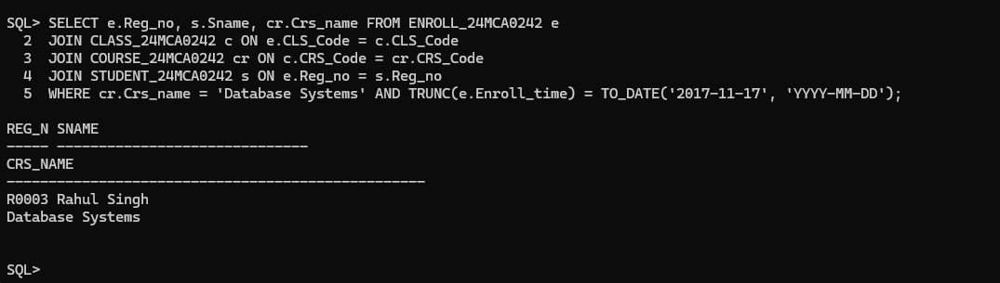 SQL> SELECT e.Reg_no, s.Sname, cr.Crs_name FROM ENROLL_24MCA0242 e
  2  JOIN CLASS_24MCA0242 c ON e.CLS_Code = c.CLS_Code
  3  JOIN COURSE_24MCA0242 cr ON c.CRS_Code = cr.CRS_Code
  4  JOIN STUDENT_24MCA0242 s ON e.Reg_no = s.Reg_no
  5  WHERE cr.Crs_name = 'Database Systems' AND TRUNC(e.Enroll_time) = TO_DATE('2017-11-17', 'YYYY-MM-DD');
REG_N SNAME
----- ------------------------------
CRS_NAME
--------------------------------------------------
R0003 Rahul Singh
Database Systems
SQL>